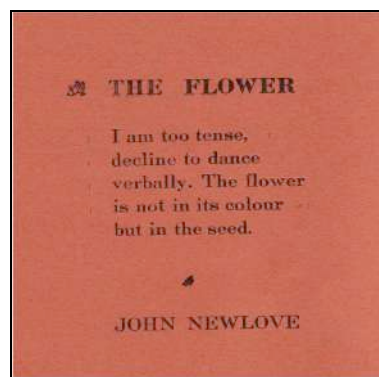 THE FLOWER
I am too tense,
decline to dance
verbally. The flower
is not in its colour
but in the seed.
JOHN NEWLOVE